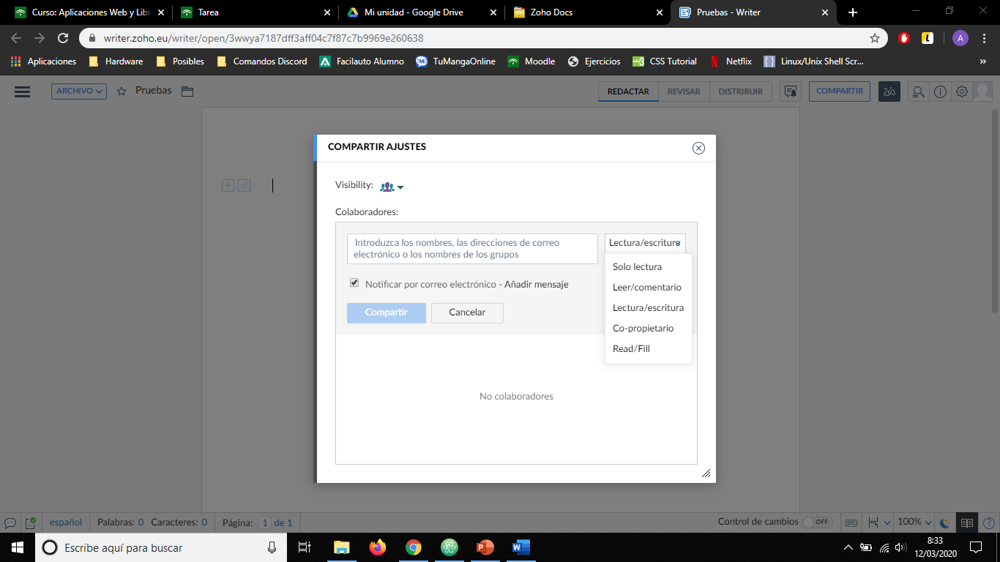 Curso: Aplicaciones Web y Libr
Tarea
Mi unidad - Google Drive
Zoho Docs
Pruebas - Writer
writer.zoho.eu/writer/open/3wwya7187dff3aff04c7f87c7b9969e260638
A
Aplicaciones
Hardware
Posibles
Comandos Discord
Facilauto Alumno
TuMangaOnline
Moodle
Ejercicios
CSS Tutorial
Netflix
Linux/Unix Shell Scr...
ARCHIVO
Pruebas
REDACTAR
REVISAR
DISTRIBUIR
COMPARTIR
COMPARTIR AJUSTES
Visibility:
Colaboradores:
Introduzca los nombres, las direcciones de correo
electrónico o los nombres de los grupos
Lectura/escritura
Solo lectura
Leer/comentario
Lectura/escritura
Co-propietario
Read/Fill
Notificar por correo electrónico - Añadir mensaje
Compartir
Cancelar
No colaboradores
español
Palabras: 0
Caracteres: 0
Página: 1 de 1
Control de cambios
OFF
100%
Escribe aquí para buscar
8:33
12/03/2020